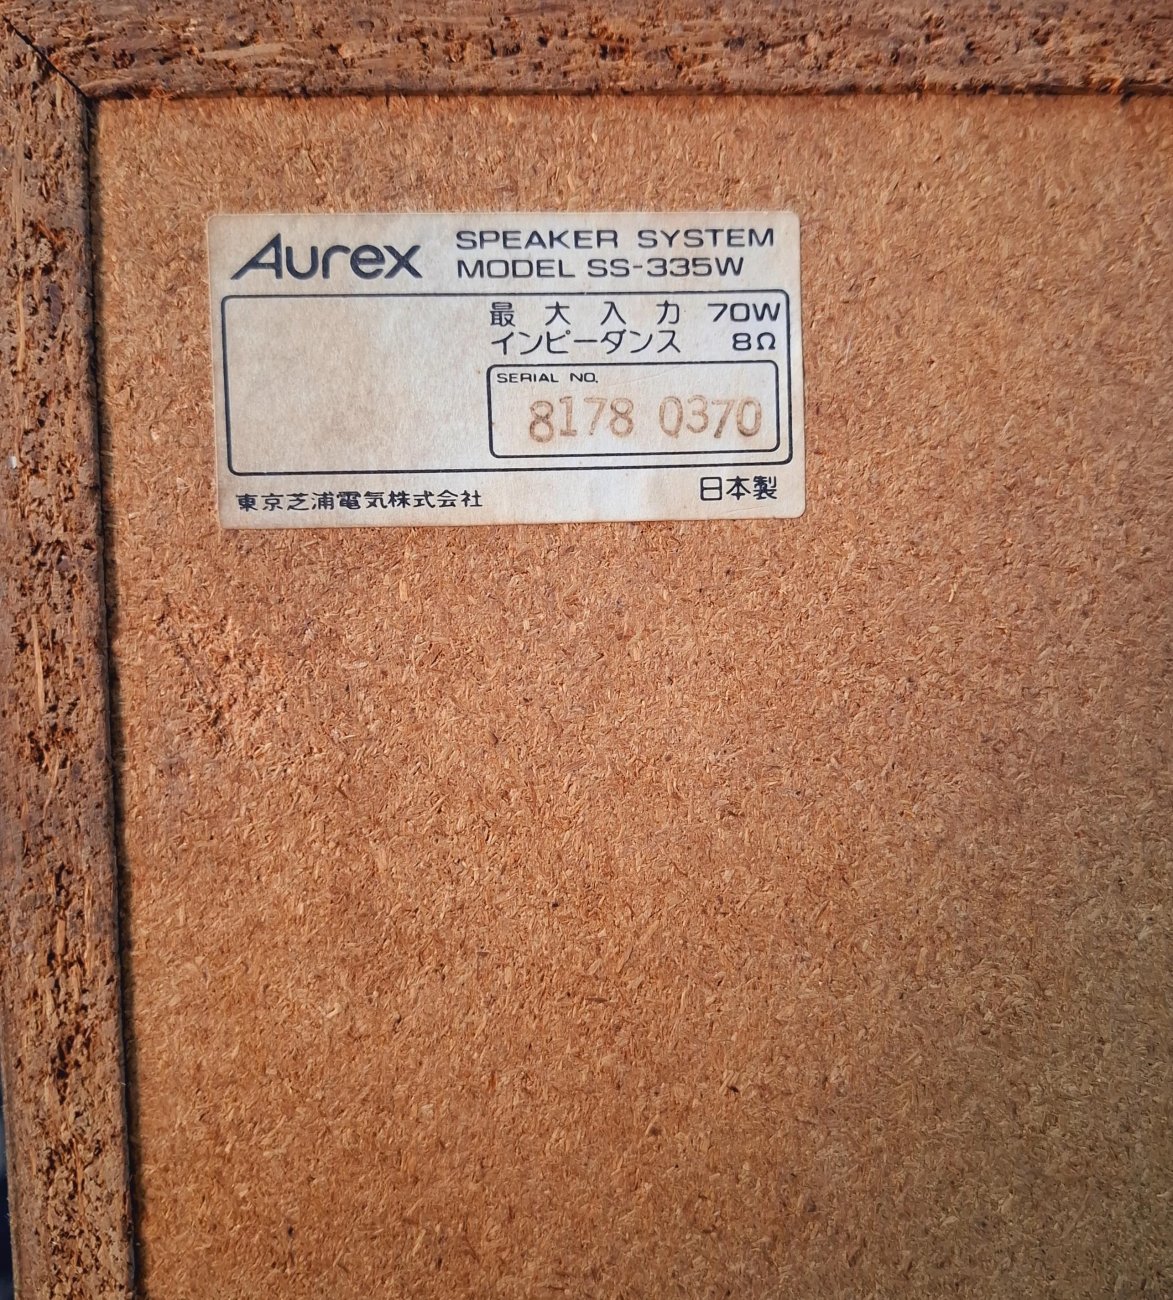 Aurex
SPEAKER SYSTEM
MODEL SS-335W
最大入力 70W
インピーダンス 8Ω
SERIAL NO.
8178 0370
東京芝浦電気株式会社
日本製